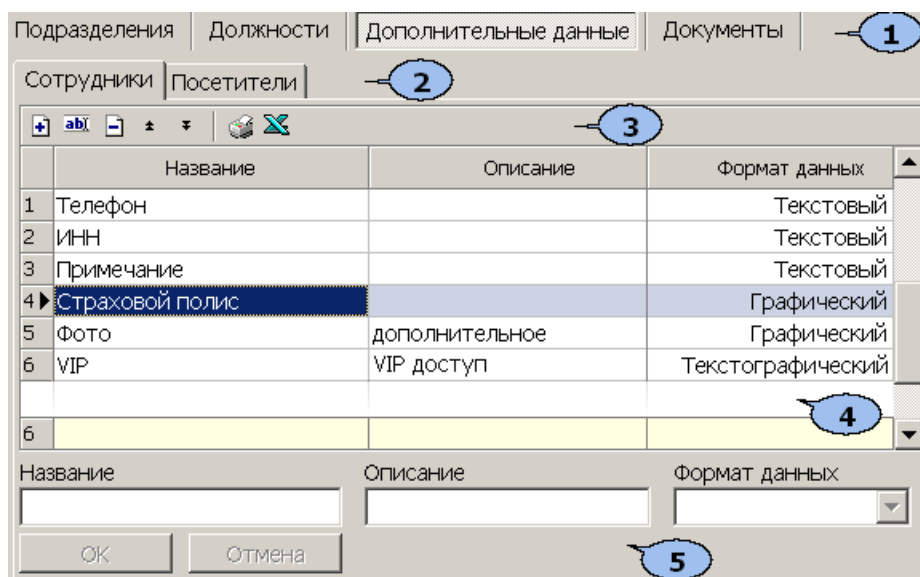 Подразделения Должности Дополнительные данные Документы 1
Сотрудники Посетители 2
abI 3
Название Описание Формат данных
1 Телефон Текстовый
2 ИНН Текстовый
3 Примечание Текстовый
4 Страховой полис Графический
5 Фото дополнительное Графический
6 VIP VIP доступ Текстографический
4
6
Название Описание Формат данных
OK Отмена 5